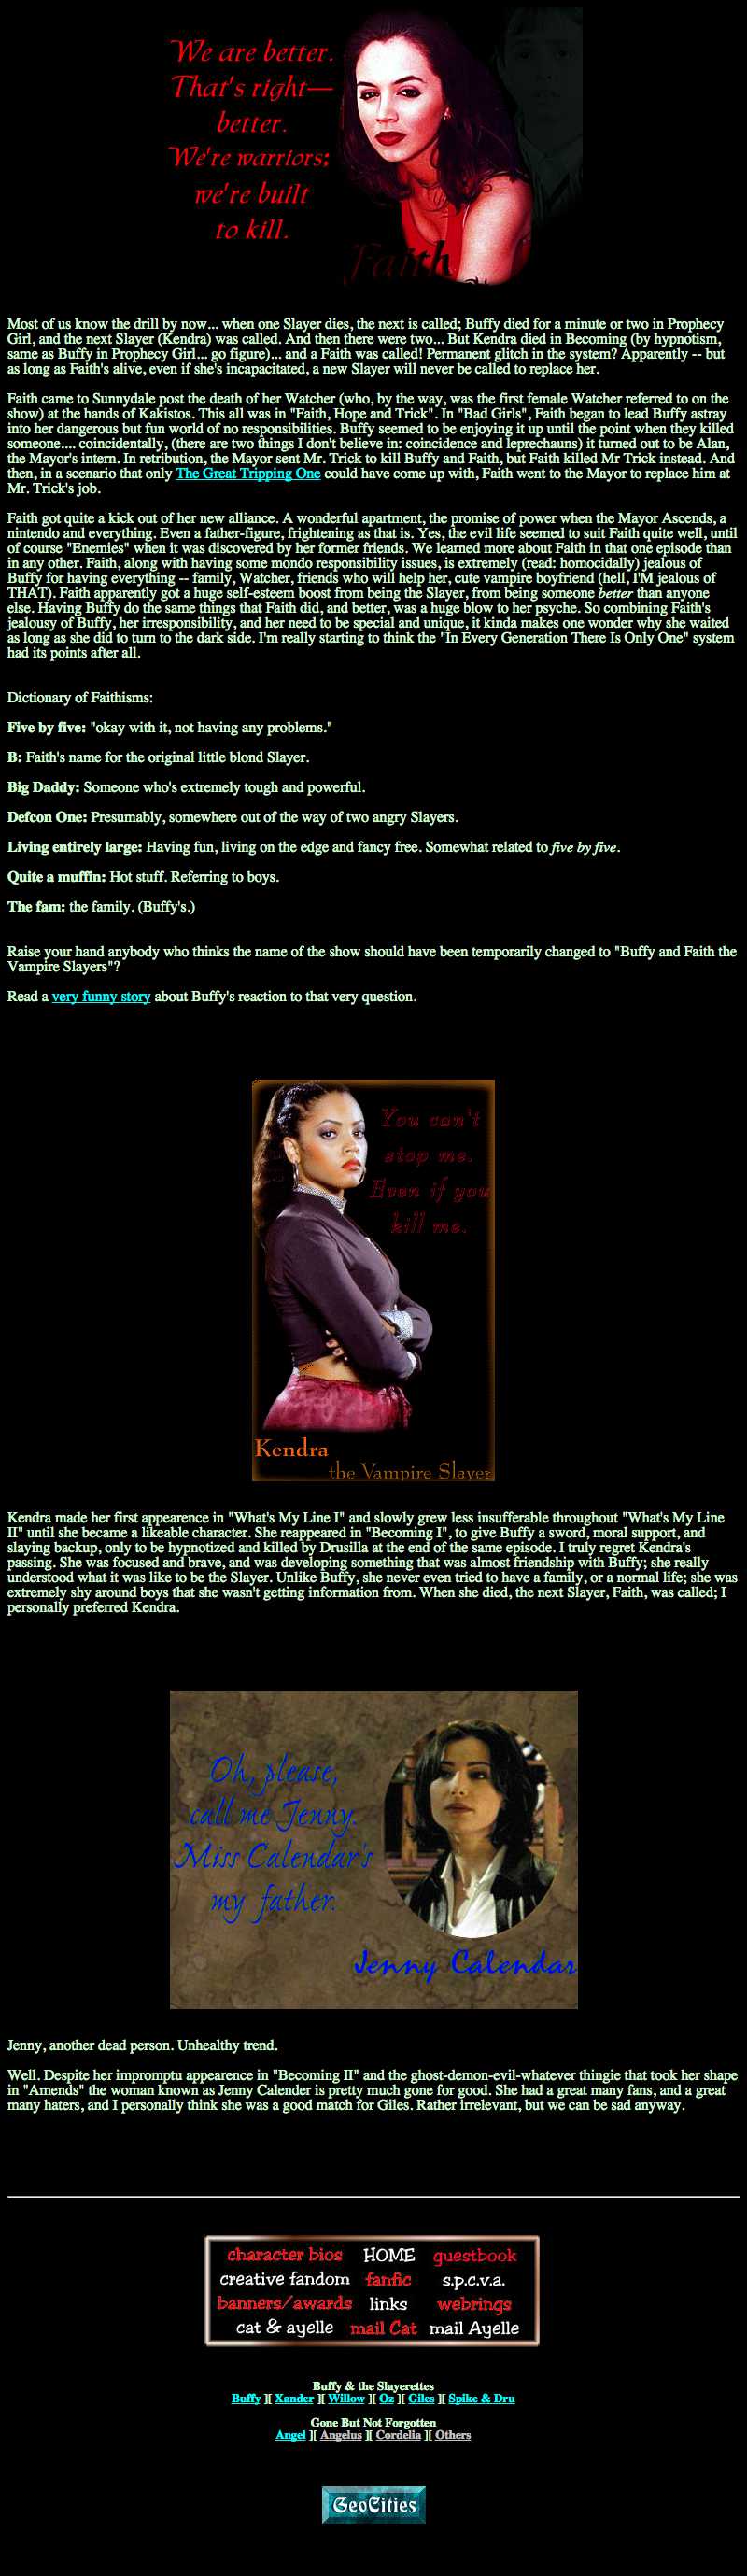 We are better.
That's right—
better.
We're warriors;
we're built
to kill.
Faith
Most of us know the drill by now... when one Slayer dies, the next is called; Buffy died for a minute or two in Prophecy
Girl, and the next Slayer (Kendra) was called. And then there were two... But Kendra died in Becoming (by hypnotism,
same as Buffy in Prophecy Girl... go figure)... and a Faith was called! Permanent glitch in the system? Apparently -- but
as long as Faith's alive, even if she's incapacitated, a new Slayer will never be called to replace her.
Faith came to Sunnydale post the death of her Watcher (who, by the way, was the first female Watcher referred to on the
show) at the hands of Kakistos. This all was in "Faith, Hope and Trick". In "Bad Girls", Faith began to lead Buffy astray
into her dangerous but fun world of no responsibilities. Buffy seemed to be enjoying it up until the point when they killed
someone.... coincidentally, (there are two things I don't believe in: coincidence and leprechauns) it turned out to be Alan,
the Mayor's intern. In retribution, the Mayor sent Mr. Trick to kill Buffy and Faith, but Faith killed Mr Trick instead. And
then, in a scenario that only The Great Tripping One could have come up with, Faith went to the Mayor to replace him at
Mr. Trick's job.
Faith got quite a kick out of her new alliance. A wonderful apartment, the promise of power when the Mayor Ascends, a
nintendo and everything. Even a father-figure, frightening as that is. Yes, the evil life seemed to suit Faith quite well, until
of course "Enemies" when it was discovered by her former friends. We learned more about Faith in that one episode than
in any other. Faith, along with having some mondo responsibility issues, is extremely (read: homocidally) jealous of
Buffy for having everything -- family, Watcher, friends who will help her, cute vampire boyfriend (hell, I'M jealous of
THAT). Faith apparently got a huge self-esteem boost from being the Slayer, from being someone better than anyone
else. Having Buffy do the same things that Faith did, and better, was a huge blow to her psyche. So combining Faith's
jealousy of Buffy, her irresponsibility, and her need to be special and unique, it kinda makes one wonder why she waited
as long as she did to turn to the dark side. I'm really starting to think the "In Every Generation There Is Only One" system
had its points after all.
Dictionary of Faithisms:
Five by five: "okay with it, not having any problems."
B: Faith's name for the original little blond Slayer.
Big Daddy: Someone who's extremely tough and powerful.
Defcon One: Presumably, somewhere out of the way of two angry Slayers.
Living entirely large: Having fun, living on the edge and fancy free. Somewhat related to five by five.
Quite a muffin: Hot stuff. Referring to boys.
The fam: the family. (Buffy's.)
Raise your hand anybody who thinks the name of the show should have been temporarily changed to "Buffy and Faith the
Vampire Slayers"?
Read a very funny story about Buffy's reaction to that very question.
You can't
stop me.
Even if you
kill me.
Kendra
the Vampire Slayer
Kendra made her first appearence in "What's My Line I" and slowly grew less insufferable throughout "What's My Line
II" until she became a likeable character. She reappeared in "Becoming I", to give Buffy a sword, moral support, and
slaying backup, only to be hypnotized and killed by Drusilla at the end of the same episode. I truly regret Kendra's
passing. She was focused and brave, and was developing something that was almost friendship with Buffy; she really
understood what it was like to be the Slayer. Unlike Buffy, she never even tried to have a family, or a normal life; she was
extremely shy around boys that she wasn't getting information from. When she died, the next Slayer, Faith, was called; I
personally preferred Kendra.
Oh, please,
call me Jenny.
Miss Calendar's
my father.
Jenny Calendar
Jenny, another dead person. Unhealthy trend.
Well. Despite her impromptu appearence in "Becoming II" and the ghost-demon-evil-whatever thingie that took her shape
in "Amends" the woman known as Jenny Calender is pretty much gone for good. She had a great many fans, and a great
many haters, and I personally think she was a good match for Giles. Rather irrelevant, but we can be sad anyway.
character bios HOME guestbook
creative fandom fanfic s.p.c.v.a.
banners/awards links webrings
cat & ayelle mail Cat mail Ayelle
Buffy & the Slayerettes
Buffy ][ Xander ][ Willow ][ Oz ][ Giles ][ Spike & Dru
Gone But Not Forgotten
Angel ][ Angelus ][ Cordelia ][ Others
GeoCities